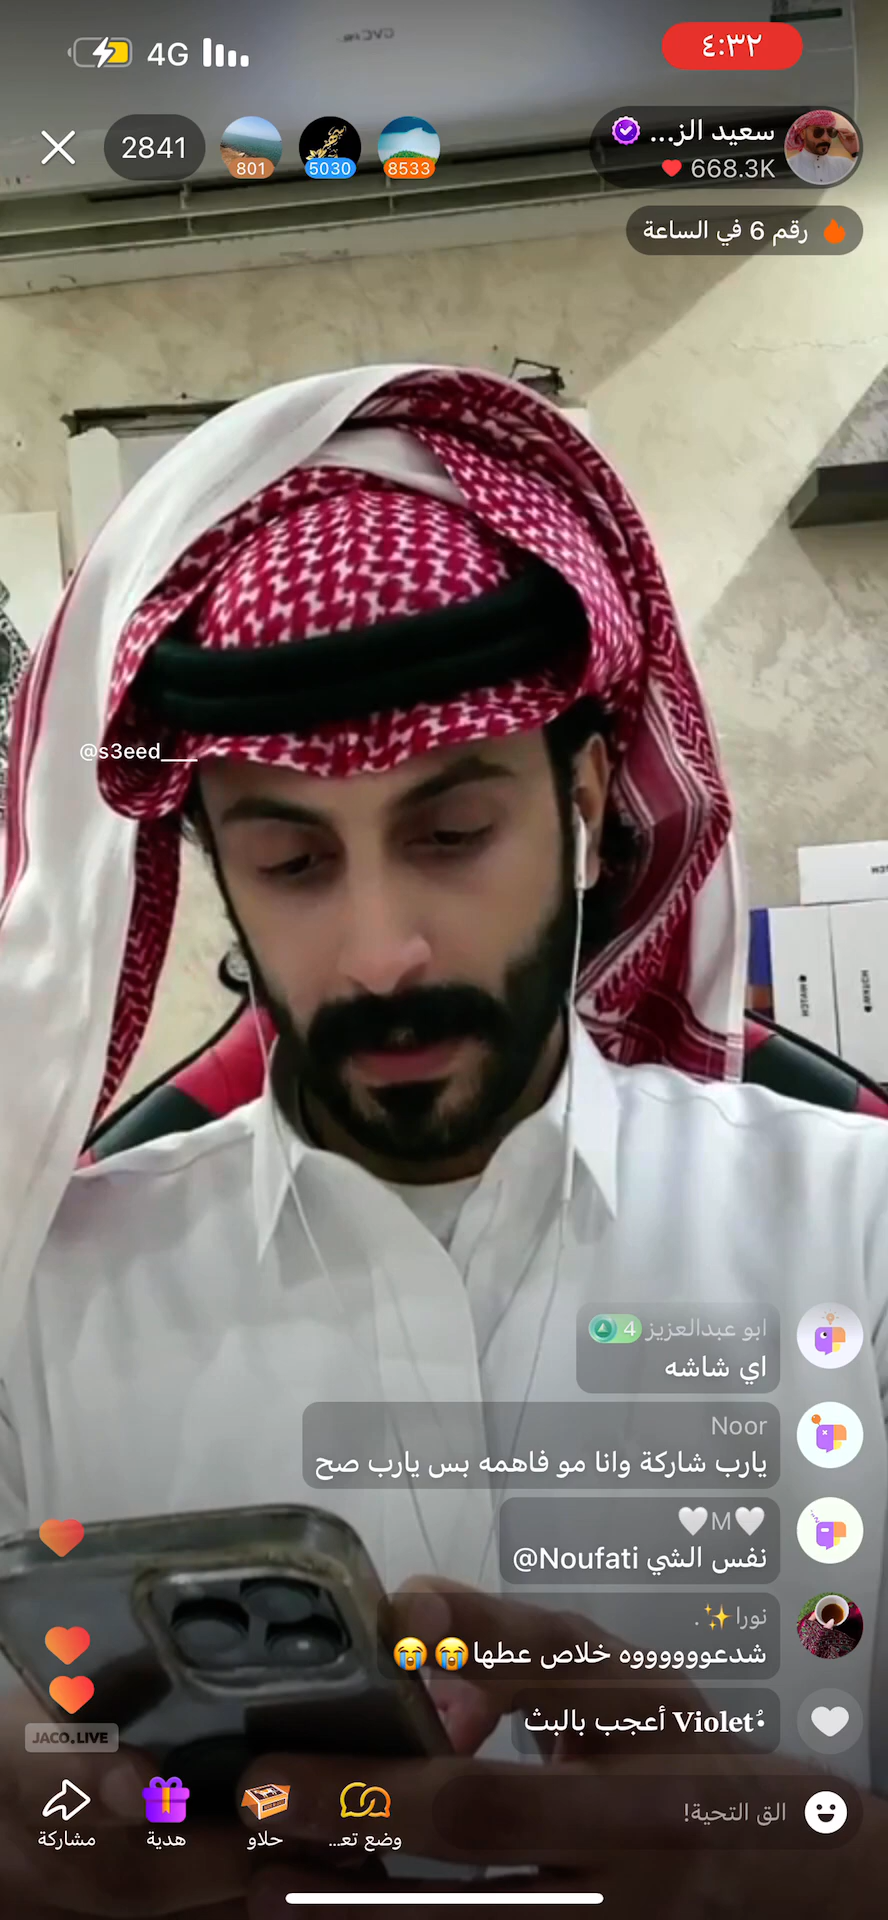 4G
٤:٣٢
2841
801
5030
8533
سعيد الز...
668.3K
رقم 6 في الساعة
@s3eed___
ابو عبدالعزيز 4
اي شاشه
Noor
يارب شاركة وانا مو فاهمه بس يارب صح
🤍M🤍
نفس الشي @Noufati
نورا✨.
شدعوووووووه خلاص عطها😭😭
Violet أعجب بالبث
JACO.LIVE
الق التحية!
وضع تعـ...
حلاو
هدية
مشاركة